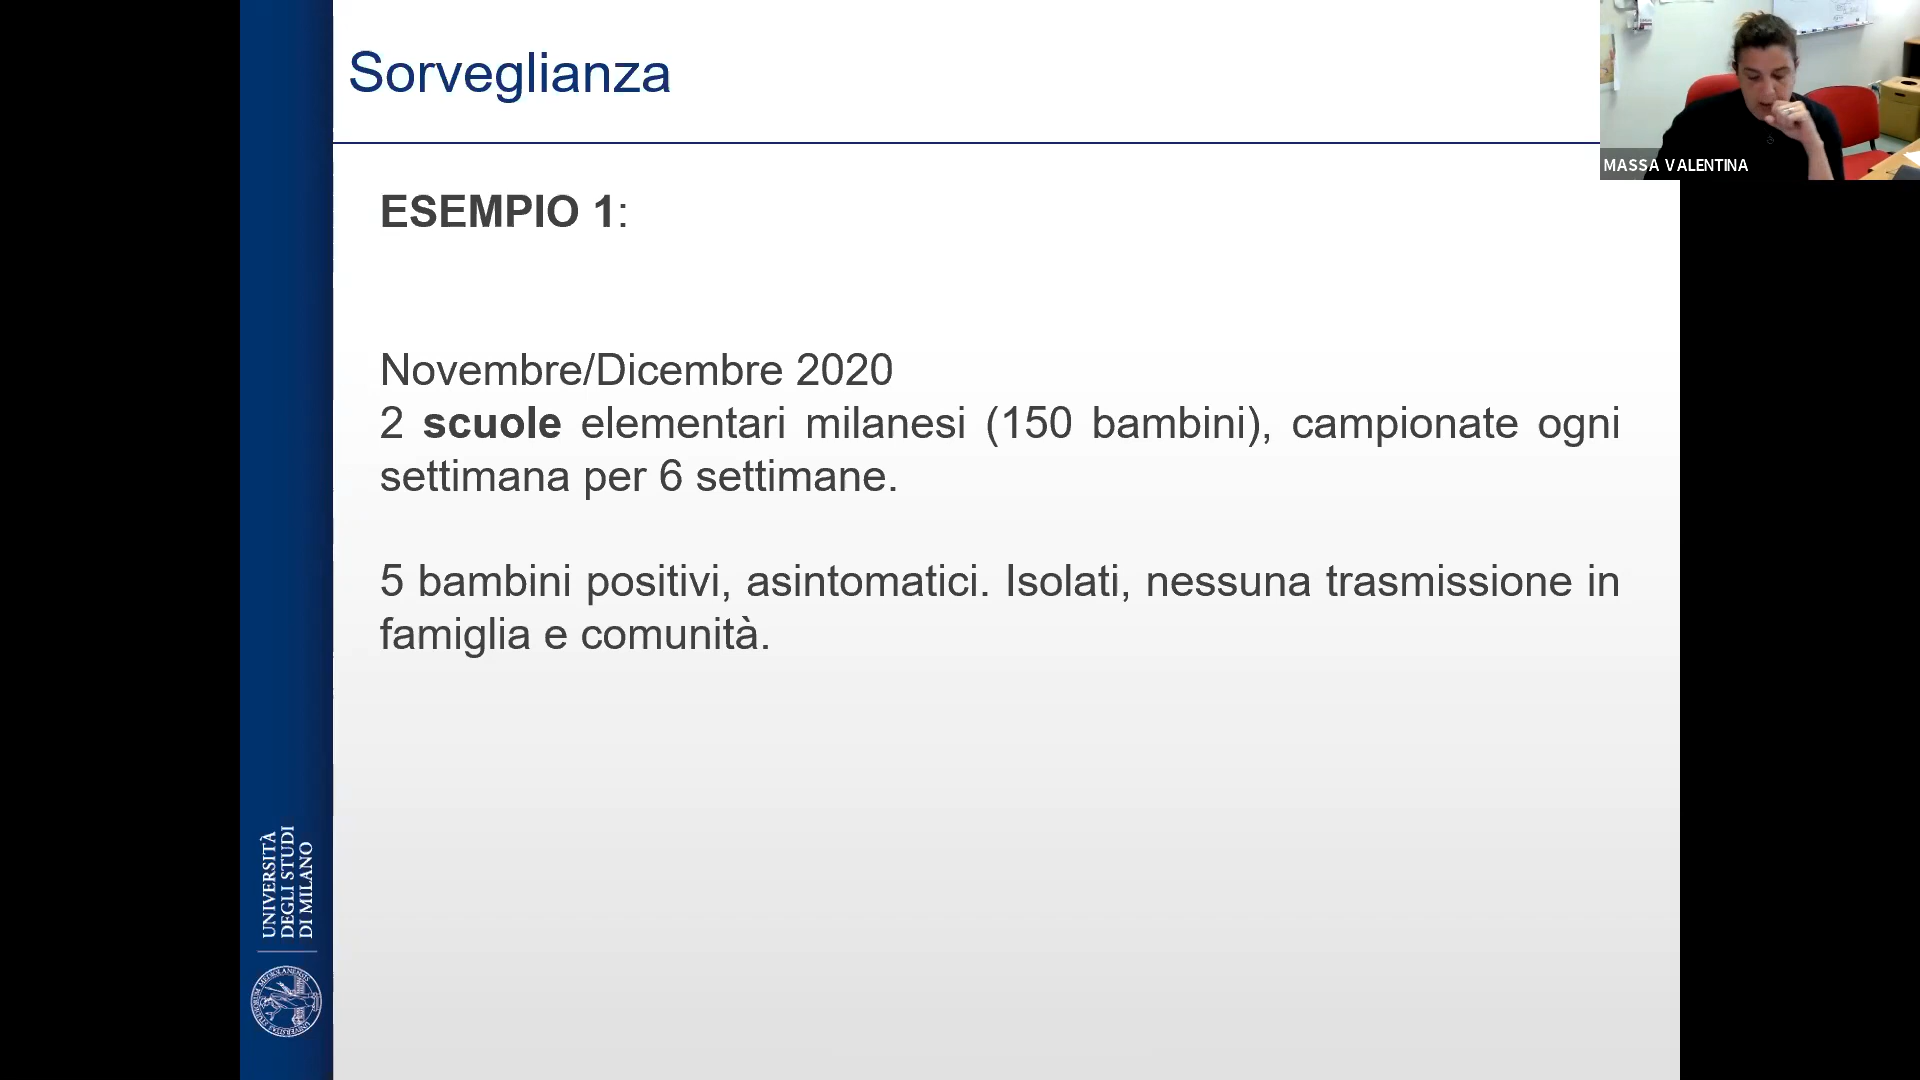 Sorveglianza
MASSA VALENTINA
ESEMPIO 1:
Novembre/Dicembre 2020
2 scuole elementari milanesi (150 bambini), campionate ogni
settimana per 6 settimane.
5 bambini positivi, asintomatici. Isolati, nessuna trasmissione in
famiglia e comunità.
UNIVERSITÀ
DEGLI STUDI
DI MILANO